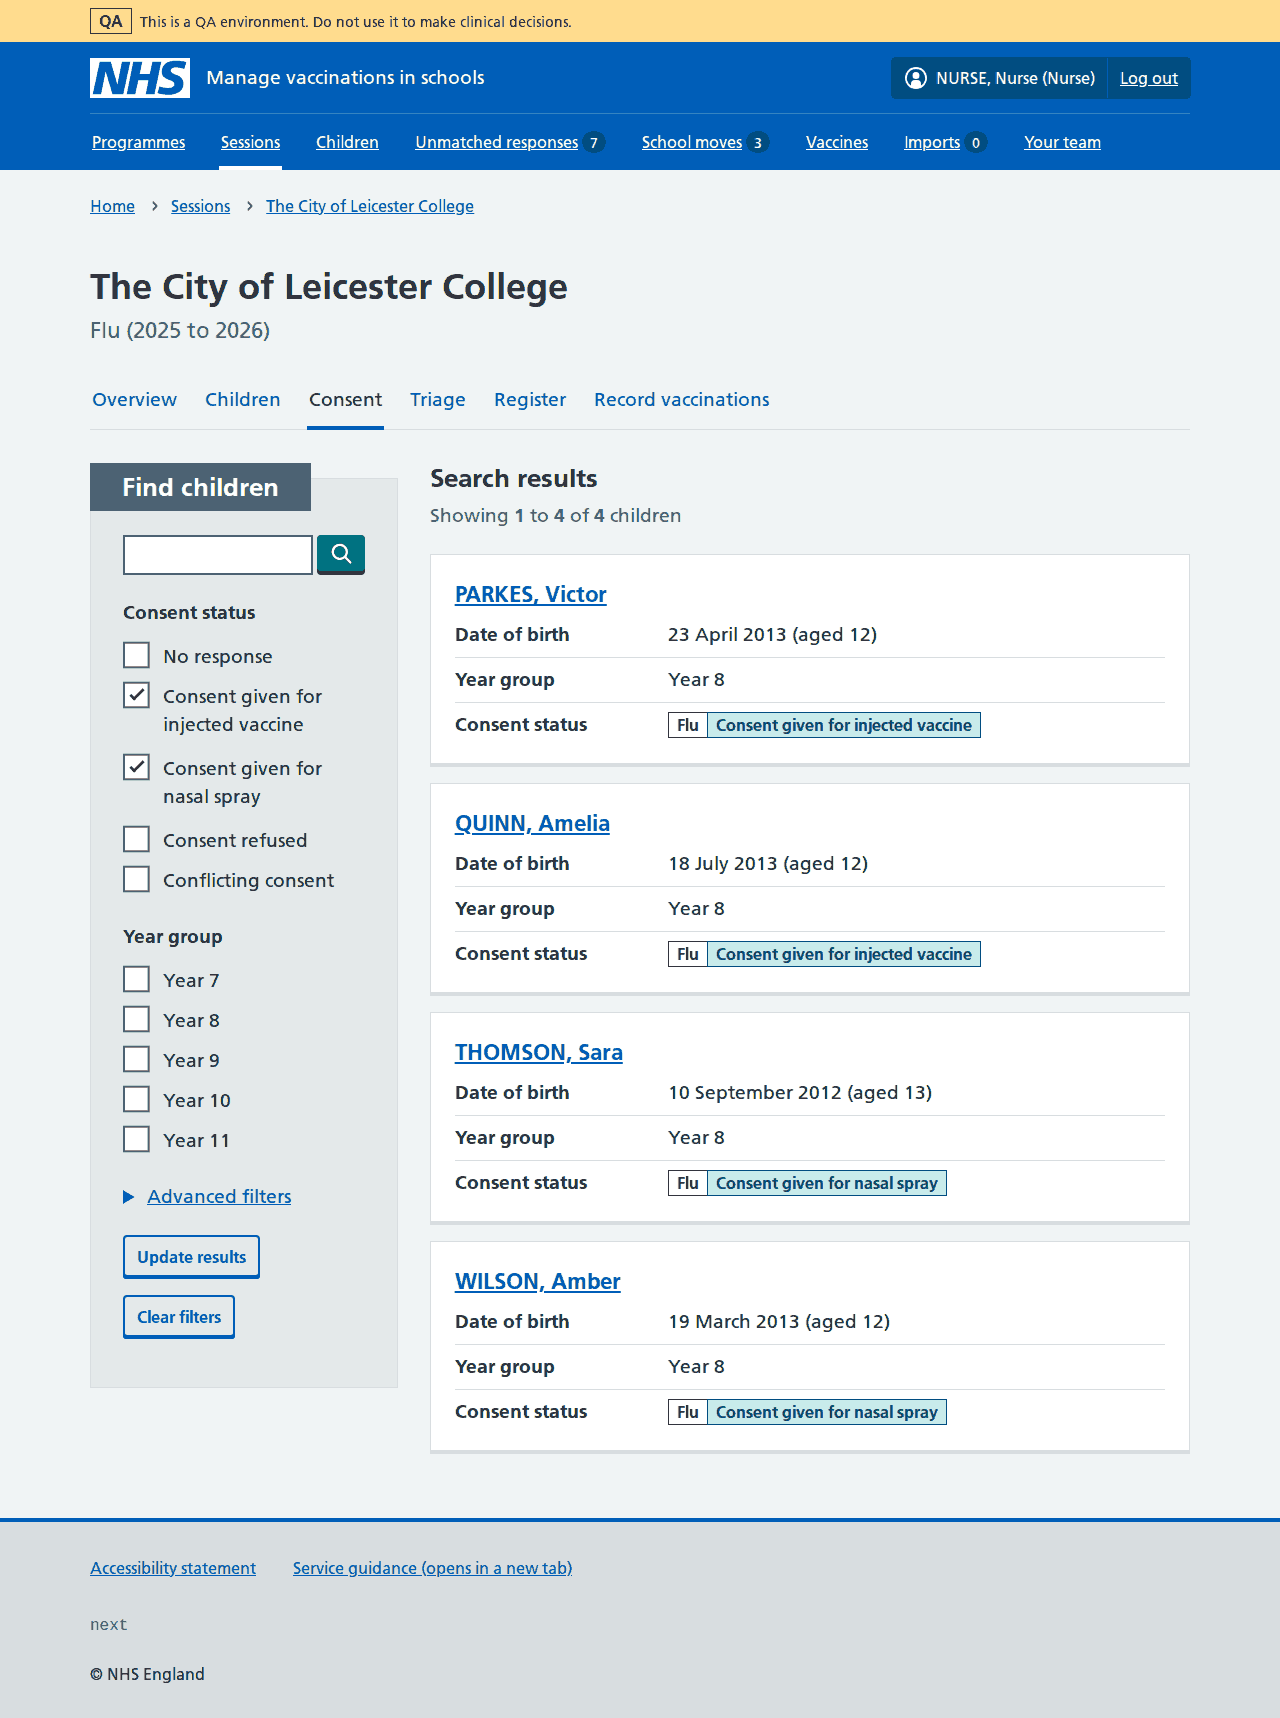 QA This is a QA environment. Do not use it to make clinical decisions.
NHS Manage vaccinations in schools NURSE, Nurse (Nurse) Log out
Programmes Sessions Children Unmatched responses 7 School moves 3 Vaccines Imports 0 Your team
Home Sessions The City of Leicester College
The City of Leicester College
Flu (2025 to 2026)
Overview Children Consent Triage Register Record vaccinations
Find children
Consent status
No response
Consent given for
injected vaccine
Consent given for
nasal spray
Consent refused
Conflicting consent
Year group
Year 7
Year 8
Year 9
Year 10
Year 11
Advanced filters
Update results
Clear filters
Search results
Showing 1 to 4 of 4 children
PARKES, Victor
Date of birth 23 April 2013 (aged 12)
Year group Year 8
Consent status Flu Consent given for injected vaccine
QUINN, Amelia
Date of birth 18 July 2013 (aged 12)
Year group Year 8
Consent status Flu Consent given for injected vaccine
THOMSON, Sara
Date of birth 10 September 2012 (aged 13)
Year group Year 8
Consent status Flu Consent given for nasal spray
WILSON, Amber
Date of birth 19 March 2013 (aged 12)
Year group Year 8
Consent status Flu Consent given for nasal spray
Accessibility statement Service guidance (opens in a new tab)
next
© NHS England